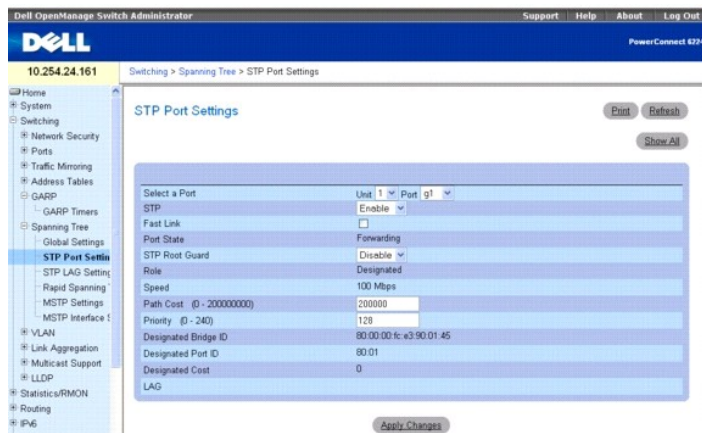 Dell OpenManage Switch Administrator
Support Help About Log Out
DELL
PowerConnect 622
10.254.24.161
Switching > Spanning Tree > STP Port Settings
Home
System
Switching
Network Security
Ports
Traffic Mirroring
Address Tables
GARP
GARP Timers
Spanning Tree
Global Settings
STP Port Settin
STP LAG Setting
Rapid Spanning
MSTP Settings
MSTP Interface S
VLAN
Link Aggregation
Multicast Support
LLDP
Statistics/RMON
Routing
IPv6
STP Port Settings
Print Refresh
Show All
Select a Port Unit 1 Port g1
STP Enable
Fast Link
Port State Forwarding
STP Root Guard Disable
Role Designated
Speed 100 Mbps
Path Cost (0 - 200000000) 200000
Priority (0 - 240) 128
Designated Bridge ID 80:00:00:fc:e3:90:01:45
Designated Port ID 80:01
Designated Cost 0
LAG
Apply Changes